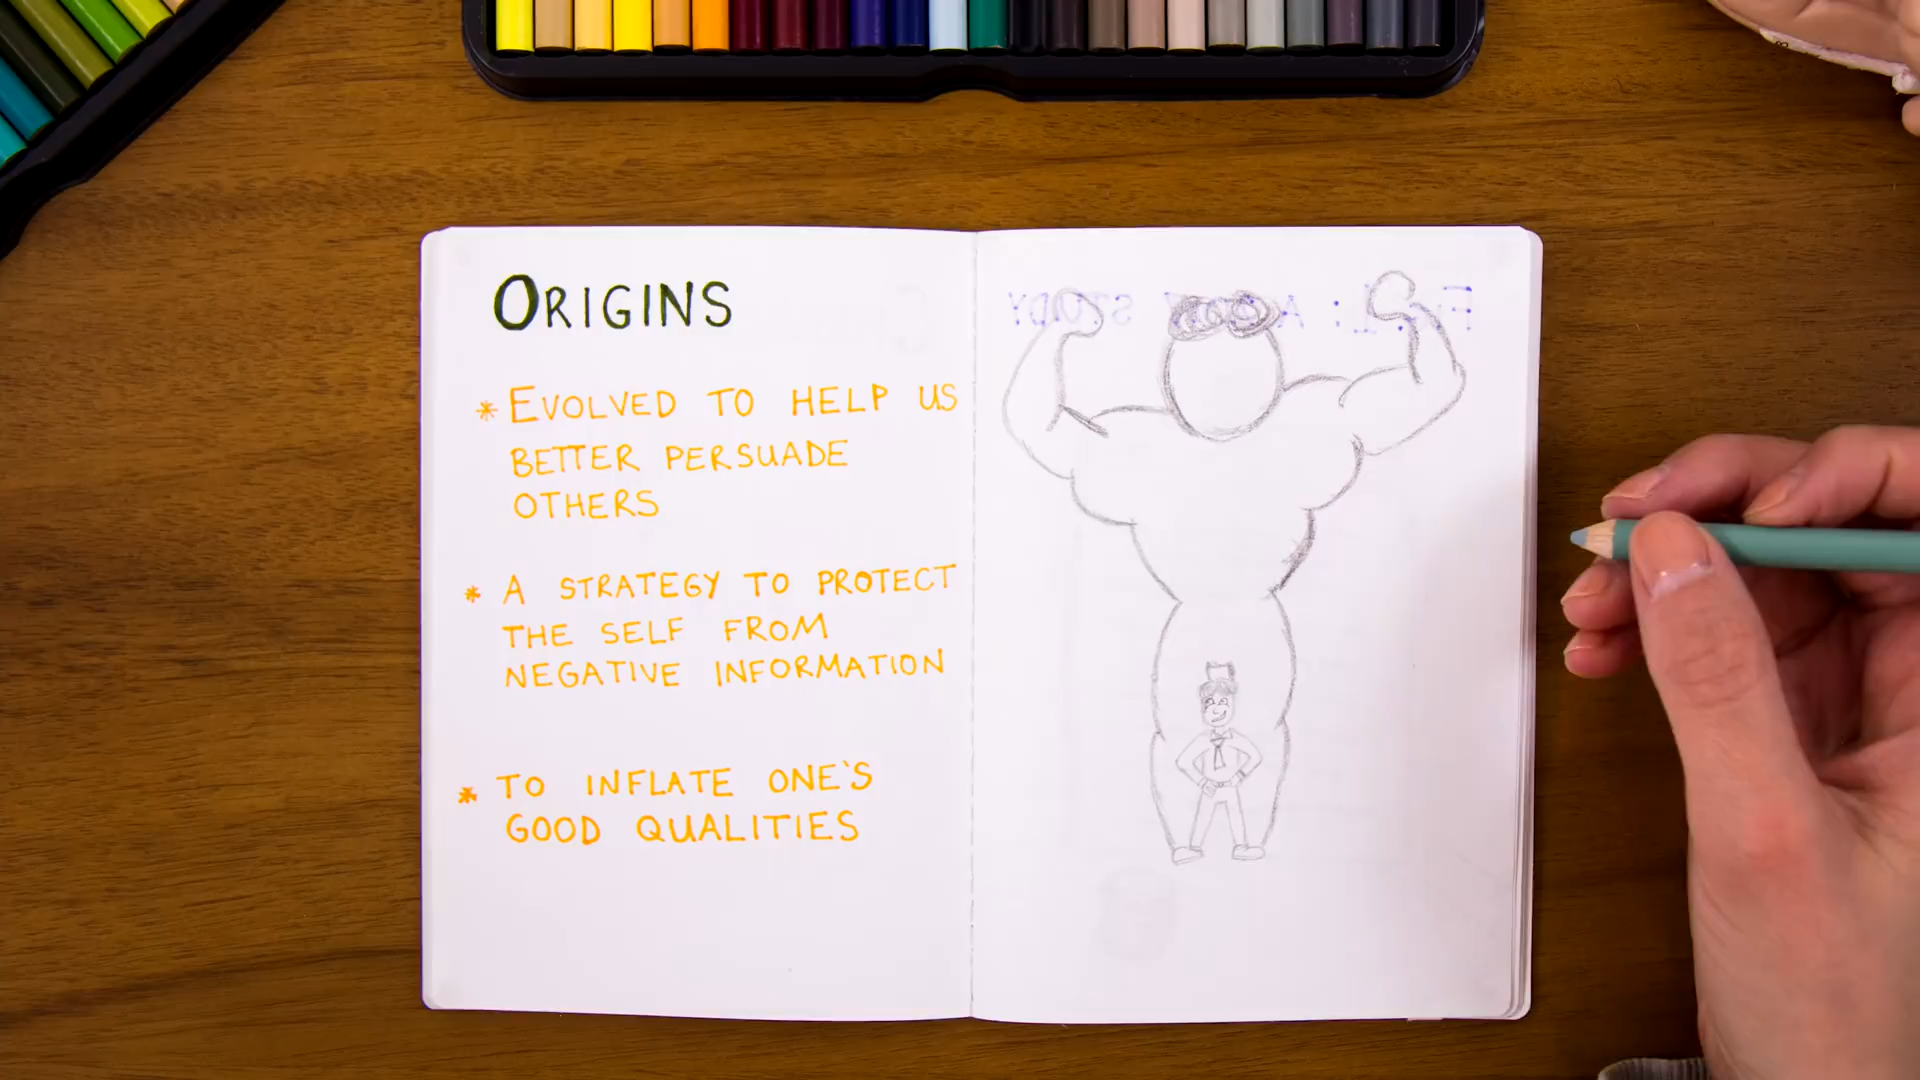 ORIGINS
* EVOLVED TO HELP US
BETTER PERSUADE
OTHERS
* A STRATEGY TO PROTECT
THE SELF FROM
NEGATIVE INFORMATION
* TO INFLATE ONE'S
GOOD QUALITIES